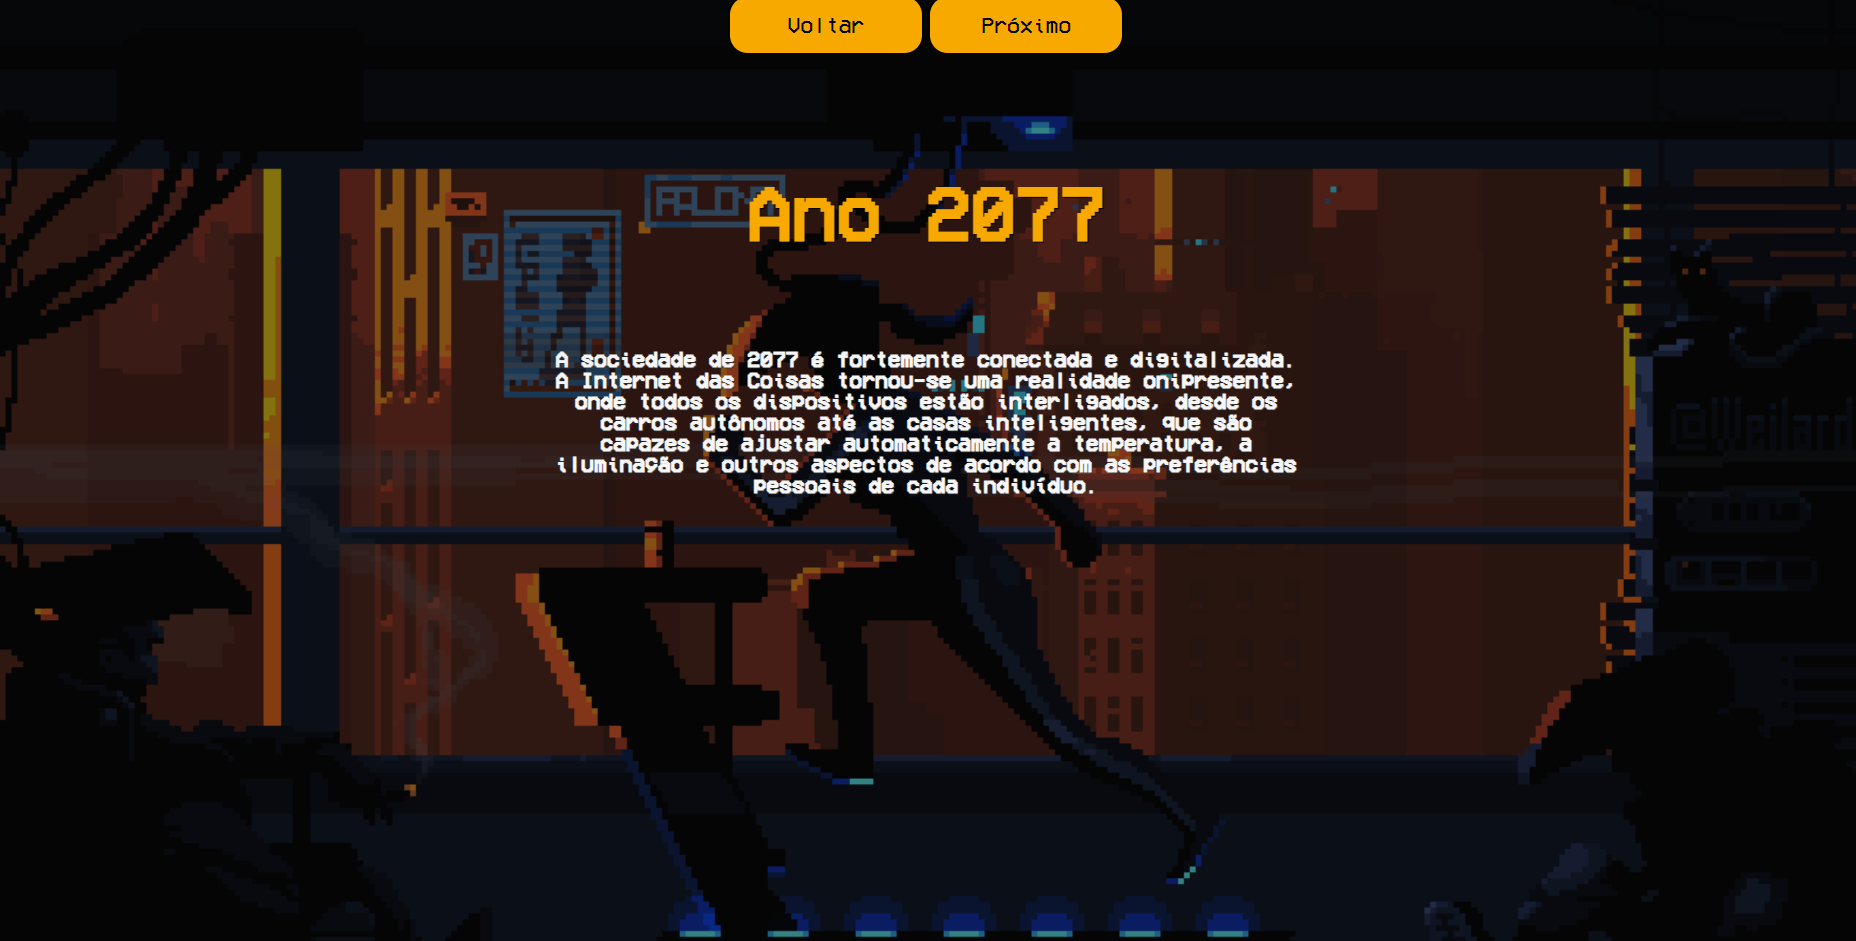 Voltar
Próximo
Ano 2077
A sociedade de 2077 é fortemente conectada e digitalizada.
A Internet das Coisas tornou-se uma realidade onipresente,
onde todos os dispositivos estão interligados, desde os
carros autônomos até as casas inteligentes, que são
capazes de ajustar automaticamente a temperatura, a
iluminação e outros aspectos de acordo com as preferências
pessoais de cada indivíduo.